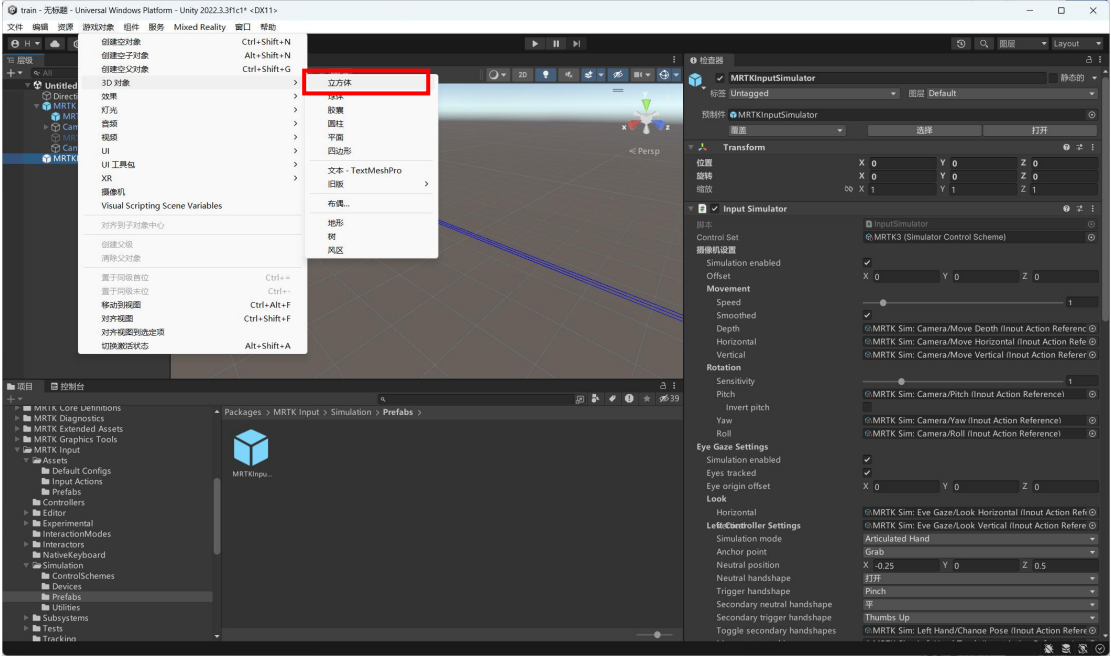 train - 无标题 - Universal Windows Platform - Unity 2022.3.3f1c1* <DX11>
文件 编辑 资源 游戏对象 组件 服务 Mixed Reality 窗口 帮助
创建空对象 Ctrl+Shift+N
创建空子对象 Alt+Shift+N
创建空父对象 Ctrl+Shift+G
3D 对象
效果
灯光
音频
视频
UI
UI 工具包
XR
摄像机
Visual Scripting Scene Variables
对齐到子对象中心
创建父级
清除父对象
置于同级首位 Ctrl+=
置于同级末位 Ctrl+-
移动到视图 Ctrl+Alt+F
对齐视图 Ctrl+Shift+F
对齐视图到选定项
切换激活状态 Alt+Shift+A
立方体
球体
胶囊
圆柱
平面
四边形
文本 - TextMeshPro
旧版
布偶...
地形
树
风区
层级
All
Untitled
Directi
MRTK
MR
Cam
MR
Can
MRTKI
2D
x
y
z
Persp
图层 Layout
检查器
MRTKInputSimulator 静态的
标签 Untagged 图层 Default
预制件 MRTKInputSimulator
覆盖 选择 打开
Transform
位置 X 0 Y 0 Z 0
旋转 X 0 Y 0 Z 0
缩放 X 1 Y 1 Z 1
Input Simulator
脚本 InputSimulator
Control Set MRTK3 (Simulator Control Scheme)
摄像机设置
Simulation enabled
Offset X 0 Y 0 Z 0
Movement
Speed 1
Smoothed
Depth MRTK Sim: Camera/Move Depth (Input Action Referenc
Horizontal MRTK Sim: Camera/Move Horizontal (Input Action Refe
Vertical MRTK Sim: Camera/Move Vertical (Input Action Referer
Rotation
Sensitivity 1
Pitch MRTK Sim: Camera/Pitch (Input Action Reference)
Invert pitch
Yaw MRTK Sim: Camera/Yaw (Input Action Reference)
Roll MRTK Sim: Camera/Roll (Input Action Reference)
Eye Gaze Settings
Simulation enabled
Eyes tracked
Eye origin offset X 0 Y 0 Z 0
Look
Horizontal MRTK Sim: Eye Gaze/Look Horizontal (Input Action Refe
Left Controller Settings MRTK Sim: Eye Gaze/Look Vertical (Input Action Refere
Simulation mode Articulated Hand
Anchor point Grab
Neutral position X -0.25 Y 0 Z 0.5
Neutral handshape 打开
Trigger handshape Pinch
Secondary neutral handshape 平
Secondary trigger handshape Thumbs Up
Toggle secondary handshapes MRTK Sim: Left Hand/Change Pose (Input Action Refere
项目 控制台
39
MRTK Core Definitions
MRTK Diagnostics
MRTK Extended Assets
MRTK Graphics Tools
MRTK Input
Assets
Default Configs
Input Actions
Prefabs
Controllers
Editor
Experimental
InteractionModes
Interactors
NativeKeyboard
Simulation
ControlSchemes
Devices
Prefabs
Utilities
Subsystems
Tests
Tracking
Packages > MRTK Input > Simulation > Prefabs >
MRTKInpu...